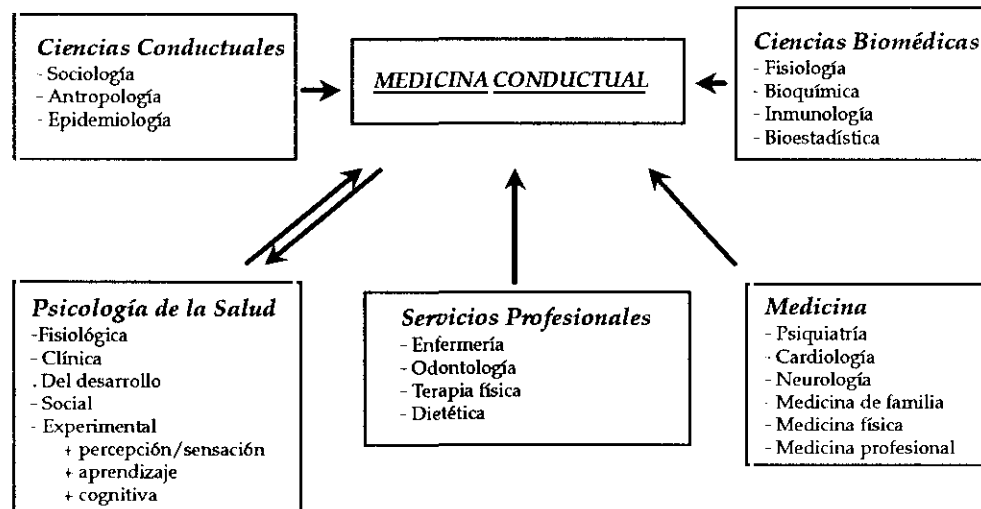 Ciencias Conductuales
- Sociología
- Antropología
- Epidemiología
MEDICINA CONDUCTUAL
Ciencias Biomédicas
- Fisiología
- Bioquímica
- Inmunología
- Bioestadística
Psicología de la Salud
-Fisiológica
- Clínica
. Del desarrollo
- Social
- Experimental
+ percepción/sensación
+ aprendizaje
+ cognitiva
Servicios Profesionales
- Enfermería
- Odontología
- Terapia física
- Dietética
Medicina
- Psiquiatría
- Cardiología
- Neurología
- Medicina de familia
- Medicina física
- Medicina profesional